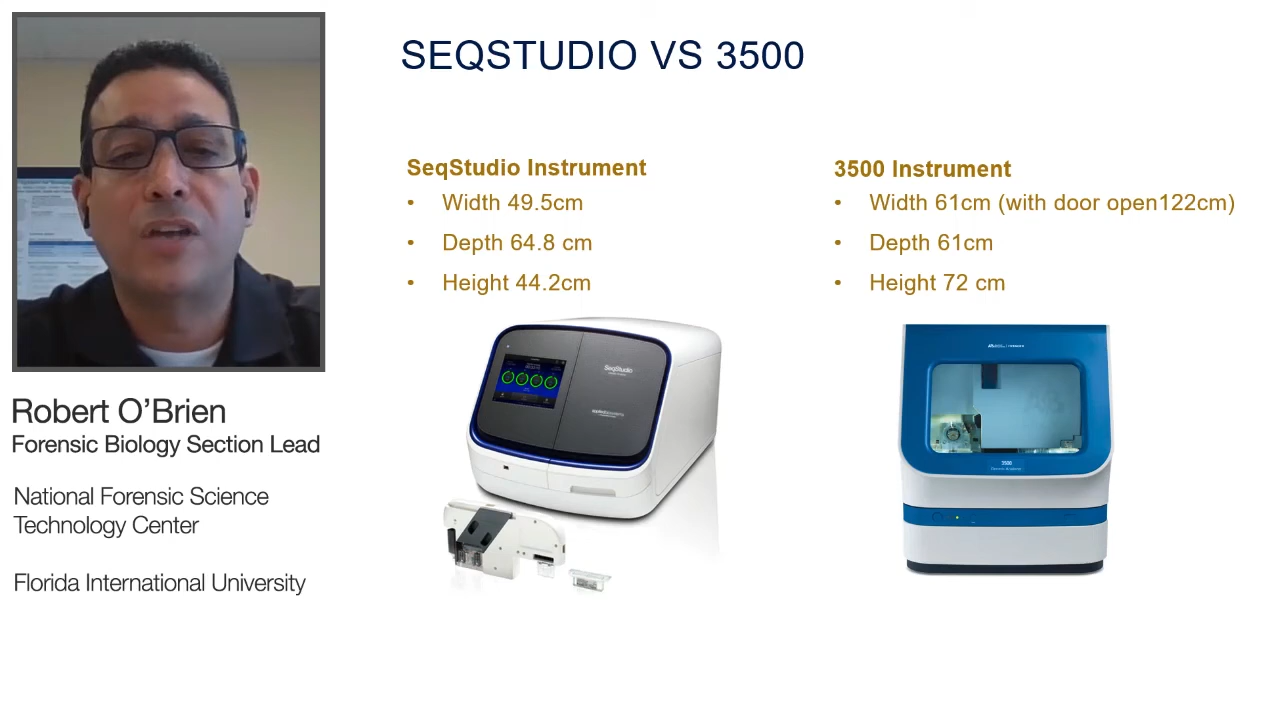 SEQSTUDIO VS 3500
SeqStudio Instrument
• Width 49.5cm
• Depth 64.8 cm
• Height 44.2cm
3500 Instrument
• Width 61cm (with door open122cm)
• Depth 61cm
• Height 72 cm
SeqStudio
3500
Robert O’Brien
Forensic Biology Section Lead
National Forensic Science
Technology Center
Florida International University